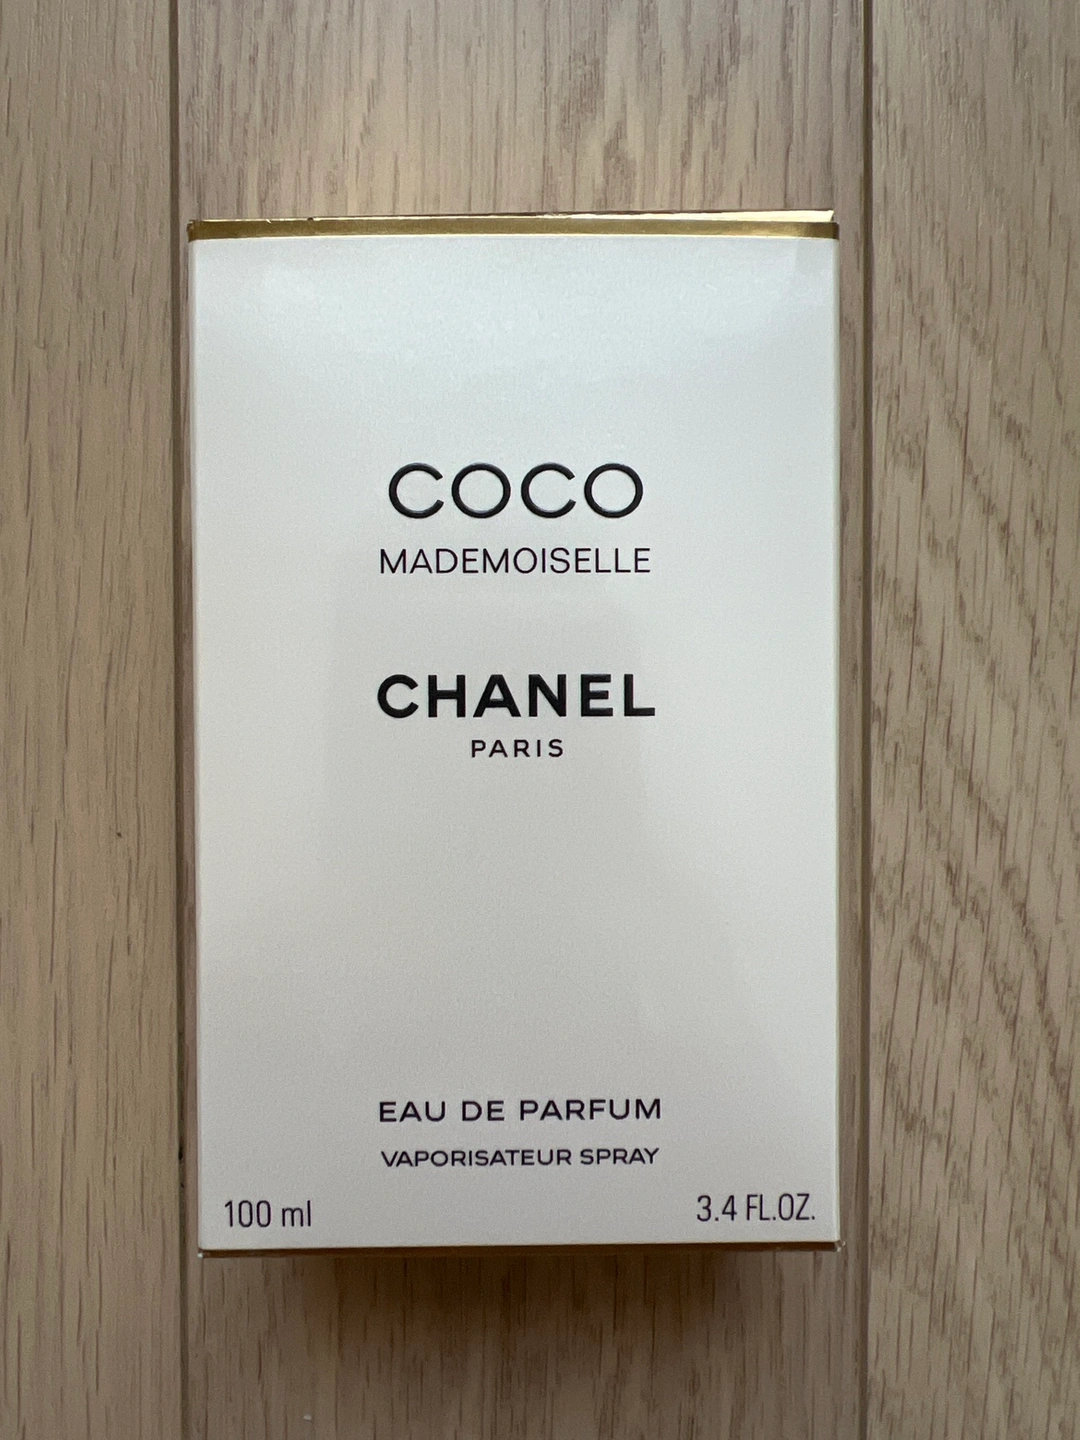 COCO
MADEMOISELLE
CHANEL
PARIS
EAU DE PARFUM
VAPORISATEUR SPRAY
100 ml 3.4 FL.OZ.